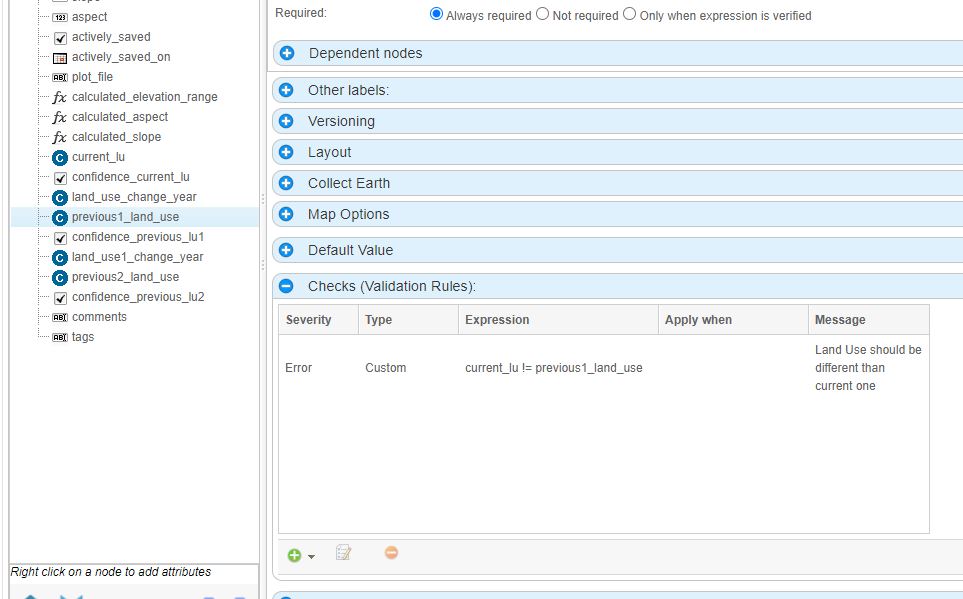 aspect
actively_saved
actively_saved_on
plot_file
calculated_elevation_range
calculated_aspect
calculated_slope
current_lu
confidence_current_lu
land_use_change_year
previous1_land_use
confidence_previous_lu1
land_use1_change_year
previous2_land_use
confidence_previous_lu2
comments
tags
Right click on a node to add attributes
Required: Always required Not required Only when expression is verified
Dependent nodes
Other labels:
Versioning
Layout
Collect Earth
Map Options
Default Value
Checks (Validation Rules):
Severity Type Expression Apply when Message
Error Custom current_lu != previous1_land_use Land Use should be
different than
current one